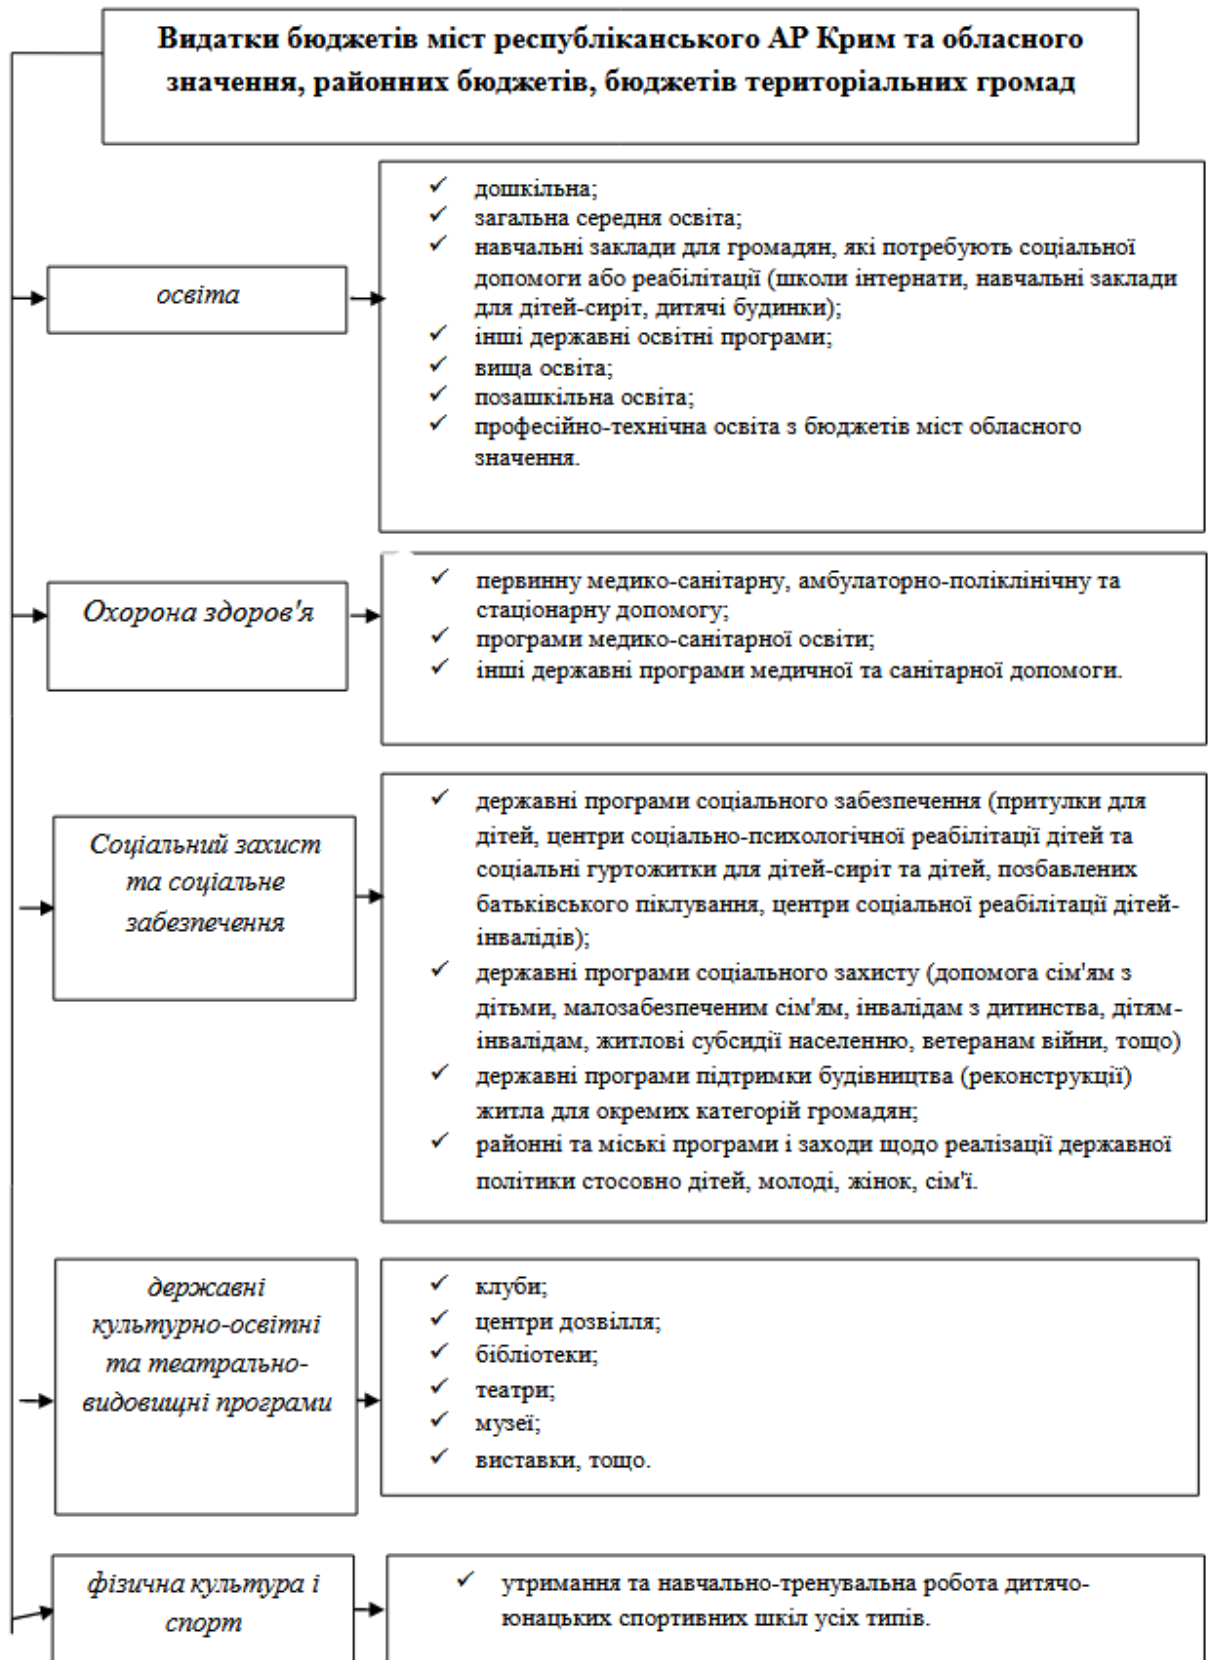 Видатки бюджетів міст республіканського АР Крим та обласного
значення, районних бюджетів, бюджетів територіальних громад
освіта
✓ дошкільна;
✓ загальна середня освіта;
✓ навчальні заклади для громадян, які потребують соціальної
допомоги або реабілітації (школи інтернати, навчальні заклади
для дітей-сиріт, дитячі будинки);
✓ інші державні освітні програми;
✓ вища освіта;
✓ позашкільна освіта;
✓ професійно-технічна освіта з бюджетів міст обласного
значення.
Охорона здоров'я
✓ первинну медико-санітарну, амбулаторно-поліклінічну та
стаціонарну допомогу;
✓ програми медико-санітарної освіти;
✓ інші державні програми медичної та санітарної допомоги.
Соціальний захист
та соціальне
забезпечення
✓ державні програми соціального забезпечення (притулки для
дітей, центри соціально-психологічної реабілітації дітей та
соціальні гуртожитки для дітей-сиріт та дітей, позбавлених
батьківського піклування, центри соціальної реабілітації дітей-
інвалідів);
✓ державні програми соціального захисту (допомога сім'ям з
дітьми, малозабезпеченим сім'ям, інвалідам з дитинства, дітям-
інвалідам, житлові субсидії населенню, ветеранам війни, тощо)
✓ державні програми підтримки будівництва (реконструкції)
житла для окремих категорій громадян;
✓ районні та міські програми і заходи щодо реалізації державної
політики стосовно дітей, молоді, жінок, сім'ї.
державні
культурно-освітні
та театрально-
видовищні програми
✓ клуби;
✓ центри дозвілля;
✓ бібліотеки;
✓ театри;
✓ музеї;
✓ виставки, тощо.
фізична культура і
спорт
✓ утримання та навчально-тренувальна робота дитячо-
юнацьких спортивних шкіл усіх типів.